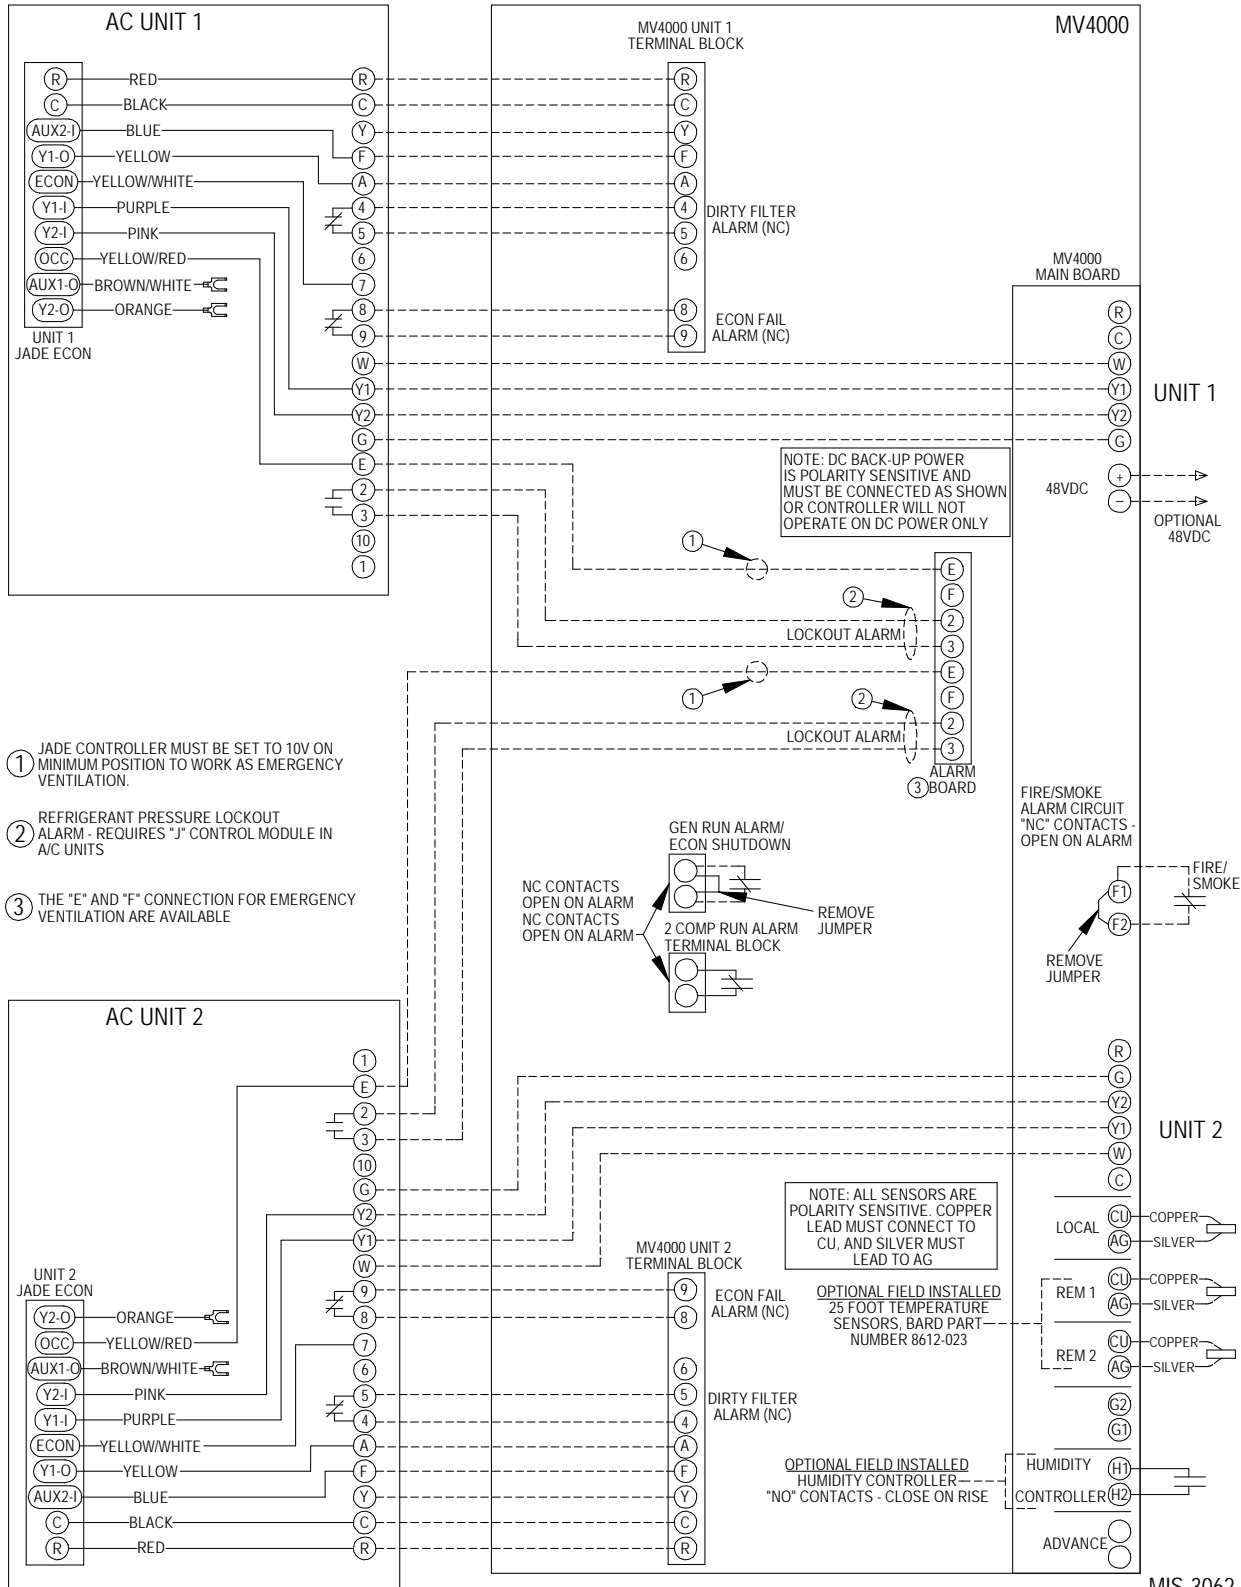 AC UNIT 1
MV4000 UNIT 1
TERMINAL BLOCK
MV4000
R RED R R
C BLACK C C
AUX2-I BLUE Y Y
Y1-O YELLOW F F
ECON YELLOW/WHITE A A
Y1-I PURPLE 4 4 DIRTY FILTER
Y2-I PINK 5 5 ALARM (NC)
OCC YELLOW/RED 6 6
AUX1-O BROWN/WHITE 7
Y2-O ORANGE 8 8 ECON FAIL
9 9 ALARM (NC)
UNIT 1
JADE ECON
MV4000
MAIN BOARD
R
C
W W
Y1 Y1
UNIT 1
Y2 Y2
G G
E
2
3
10
1
NOTE: DC BACK-UP POWER
IS POLARITY SENSITIVE AND
MUST BE CONNECTED AS SHOWN
OR CONTROLLER WILL NOT
OPERATE ON DC POWER ONLY
48VDC
+
−
OPTIONAL
48VDC
1
E
2
F
2
LOCKOUT ALARM
3
E
1
F
2
2
LOCKOUT ALARM
3
3 ALARM
BOARD
1 JADE CONTROLLER MUST BE SET TO 10V ON
MINIMUM POSITION TO WORK AS EMERGENCY
VENTILATION.
2 REFRIGERANT PRESSURE LOCKOUT
ALARM - REQUIRES "J" CONTROL MODULE IN
A/C UNITS
3 THE "E" AND "F" CONNECTION FOR EMERGENCY
VENTILATION ARE AVAILABLE
FIRE/SMOKE
ALARM CIRCUIT
"NC" CONTACTS -
OPEN ON ALARM
FIRE/
SMOKE
F1
F2
REMOVE
JUMPER
GEN RUN ALARM/
ECON SHUTDOWN
NC CONTACTS
OPEN ON ALARM
NC CONTACTS
OPEN ON ALARM
REMOVE
JUMPER
2 COMP RUN ALARM
TERMINAL BLOCK
AC UNIT 2
1
E
2
3
10
G
Y2
Y1
W
R
G
Y2
Y1
W
C
UNIT 2
NOTE: ALL SENSORS ARE
POLARITY SENSITIVE. COPPER
LEAD MUST CONNECT TO
CU, AND SILVER MUST
LEAD TO AG
LOCAL
CU COPPER
AG SILVER
REM 1
CU COPPER
AG SILVER
REM 2
CU COPPER
AG SILVER
OPTIONAL FIELD INSTALLED
25 FOOT TEMPERATURE
SENSORS, BARD PART
NUMBER 8612-023
G2
G1
MV4000 UNIT 2
TERMINAL BLOCK
UNIT 2
JADE ECON
9 9 ECON FAIL
Y2-O ORANGE 8 8 ALARM (NC)
OCC YELLOW/RED 7
AUX1-O BROWN/WHITE 6 6
Y2-I PINK 5 5 DIRTY FILTER
Y1-I PURPLE 4 4 ALARM (NC)
ECON YELLOW/WHITE A A
Y1-O YELLOW F F
AUX2-I BLUE Y Y
C BLACK C C
R RED R R
OPTIONAL FIELD INSTALLED
HUMIDITY CONTROLLER
"NO" CONTACTS - CLOSE ON RISE
HUMIDITY H1
CONTROLLER H2
ADVANCE
MIS-3062